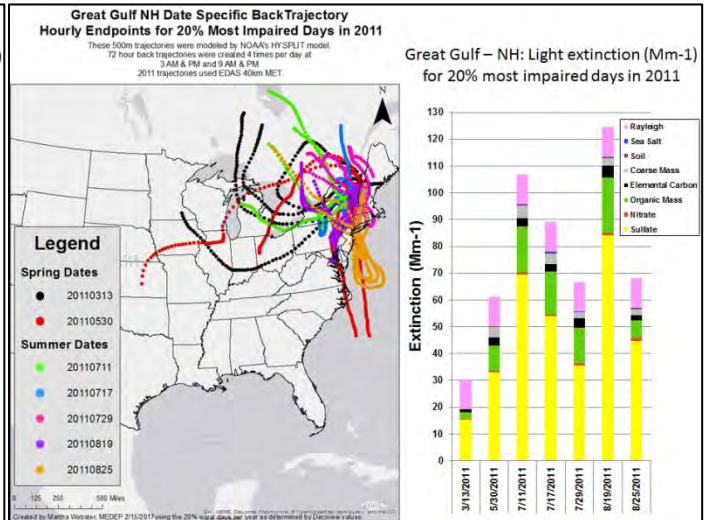 Great Gulf NH Date Specific BackTrajectory
Hourly Endpoints for 20% Most Impaired Days in 2011
These 500m trajectories were modeled by NOAA's HYSPLIT model.
72 hour back trajectories were created 4 times per day at
3 AM & PM and 9 AM & PM
2011 trajectories used EDAS 40km MET.
N
Legend
Spring Dates
20110313
20110530
Summer Dates
20110711
20110717
20110729
20110819
20110825
0 125 250 500 Miles
Created by Martha Webster, MEDEP 2/15/2017 using the 20% worst days per year as determined by Deciview values.
Great Gulf – NH: Light extinction (Mm-1)
for 20% most impaired days in 2011
Extinction (Mm-1)
130
120
110
100
90
80
70
60
50
40
30
20
10
0
Rayleigh
Sea Salt
Soil
Coarse Mass
Elemental Carbon
Organic Mass
Nitrate
Sulfate
3/13/2011
5/30/2011
7/11/2011
7/17/2011
7/29/2011
8/19/2011
8/25/2011